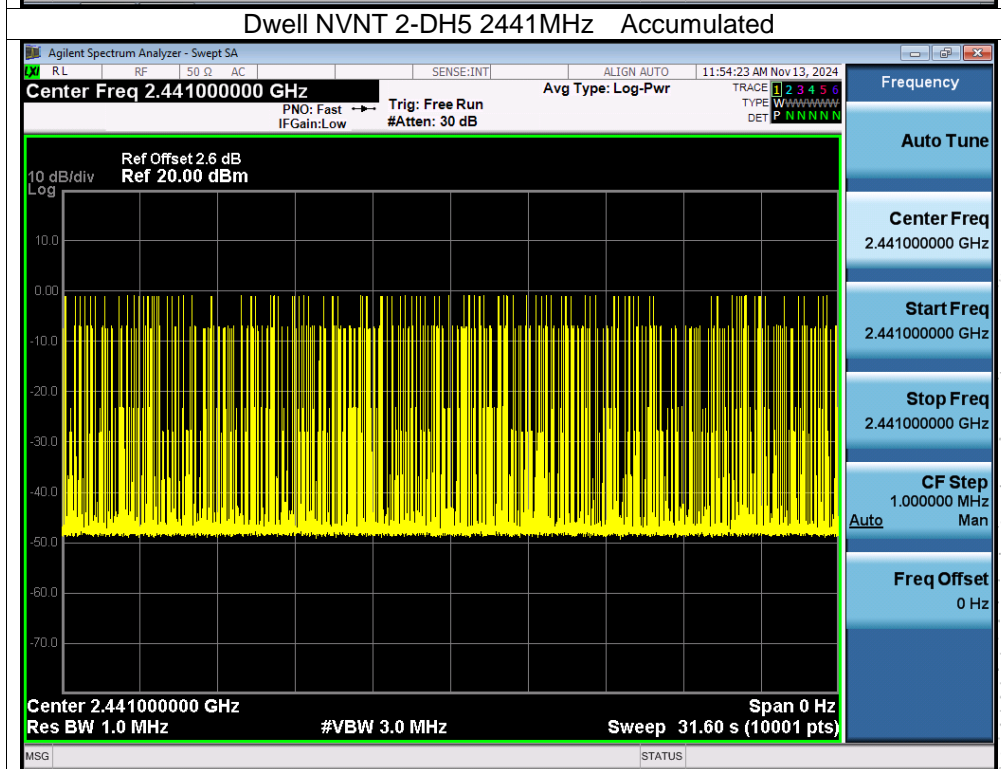 Dwell NVNT 2-DH5 2441MHz Accumulated
Agilent Spectrum Analyzer - Swept SA
LXI RL RF 50 Ω AC SENSE:INT ALIGN AUTO 11:54:23 AM Nov 13, 2024
Center Freq 2.441000000 GHz
PNO: Fast
IFGain:Low
Trig: Free Run
#Atten: 30 dB
Avg Type: Log-Pwr
TRACE 1 2 3 4 5 6
TYPE WWWWWW
DET P N N N N N
Ref Offset 2.6 dB
10 dB/div Ref 20.00 dBm
Log
10.0
0.00
-10.0
-20.0
-30.0
-40.0
-50.0
-60.0
-70.0
Center 2.441000000 GHz Span 0 Hz
Res BW 1.0 MHz #VBW 3.0 MHz Sweep 31.60 s (10001 pts)
MSG STATUS
Frequency
Auto Tune
Center Freq
2.441000000 GHz
Start Freq
2.441000000 GHz
Stop Freq
2.441000000 GHz
CF Step
1.000000 MHz
Auto Man
Freq Offset
0 Hz